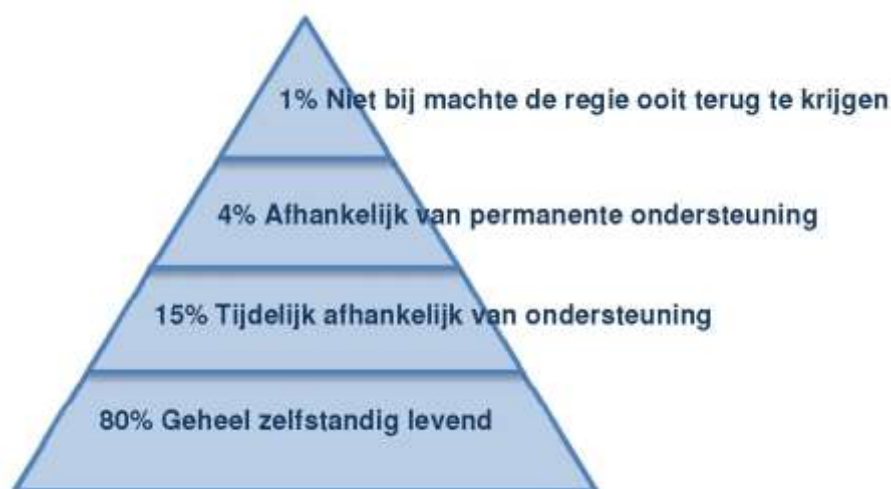 1% Niet bij machte de regie ooit terug te krijgen
4% Afhankelijk van permanente ondersteuning
15% Tijdelijk afhankelijk van ondersteuning
80% Geheel zelfstandig levend